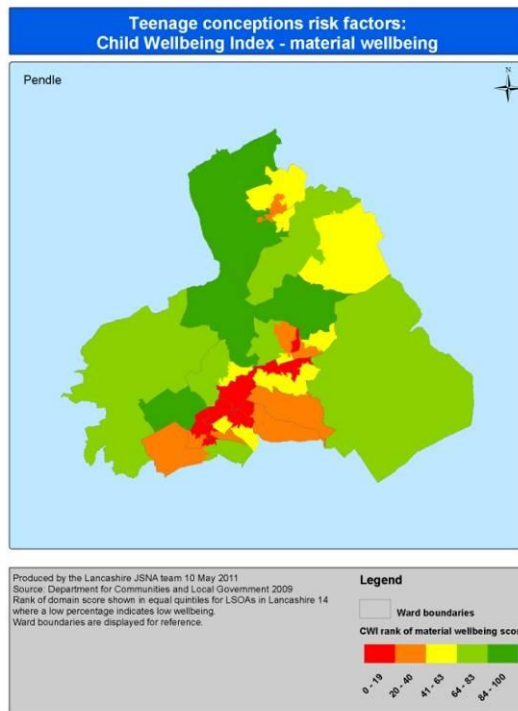 Teenage conceptions risk factors:
Child Wellbeing Index - material wellbeing
Pendle
N
Produced by the Lancashire JSNA team 10 May 2011
Source: Department for Communities and Local Government 2009
Rank of domain score shown in equal quintiles for LSOAs in Lancashire 14
where a low percentage indicates low wellbeing.
Ward boundaries are displayed for reference.
Legend
Ward boundaries
CWI rank of material wellbeing score
0 - 19
20 - 40
41 - 63
64 - 83
84 - 100